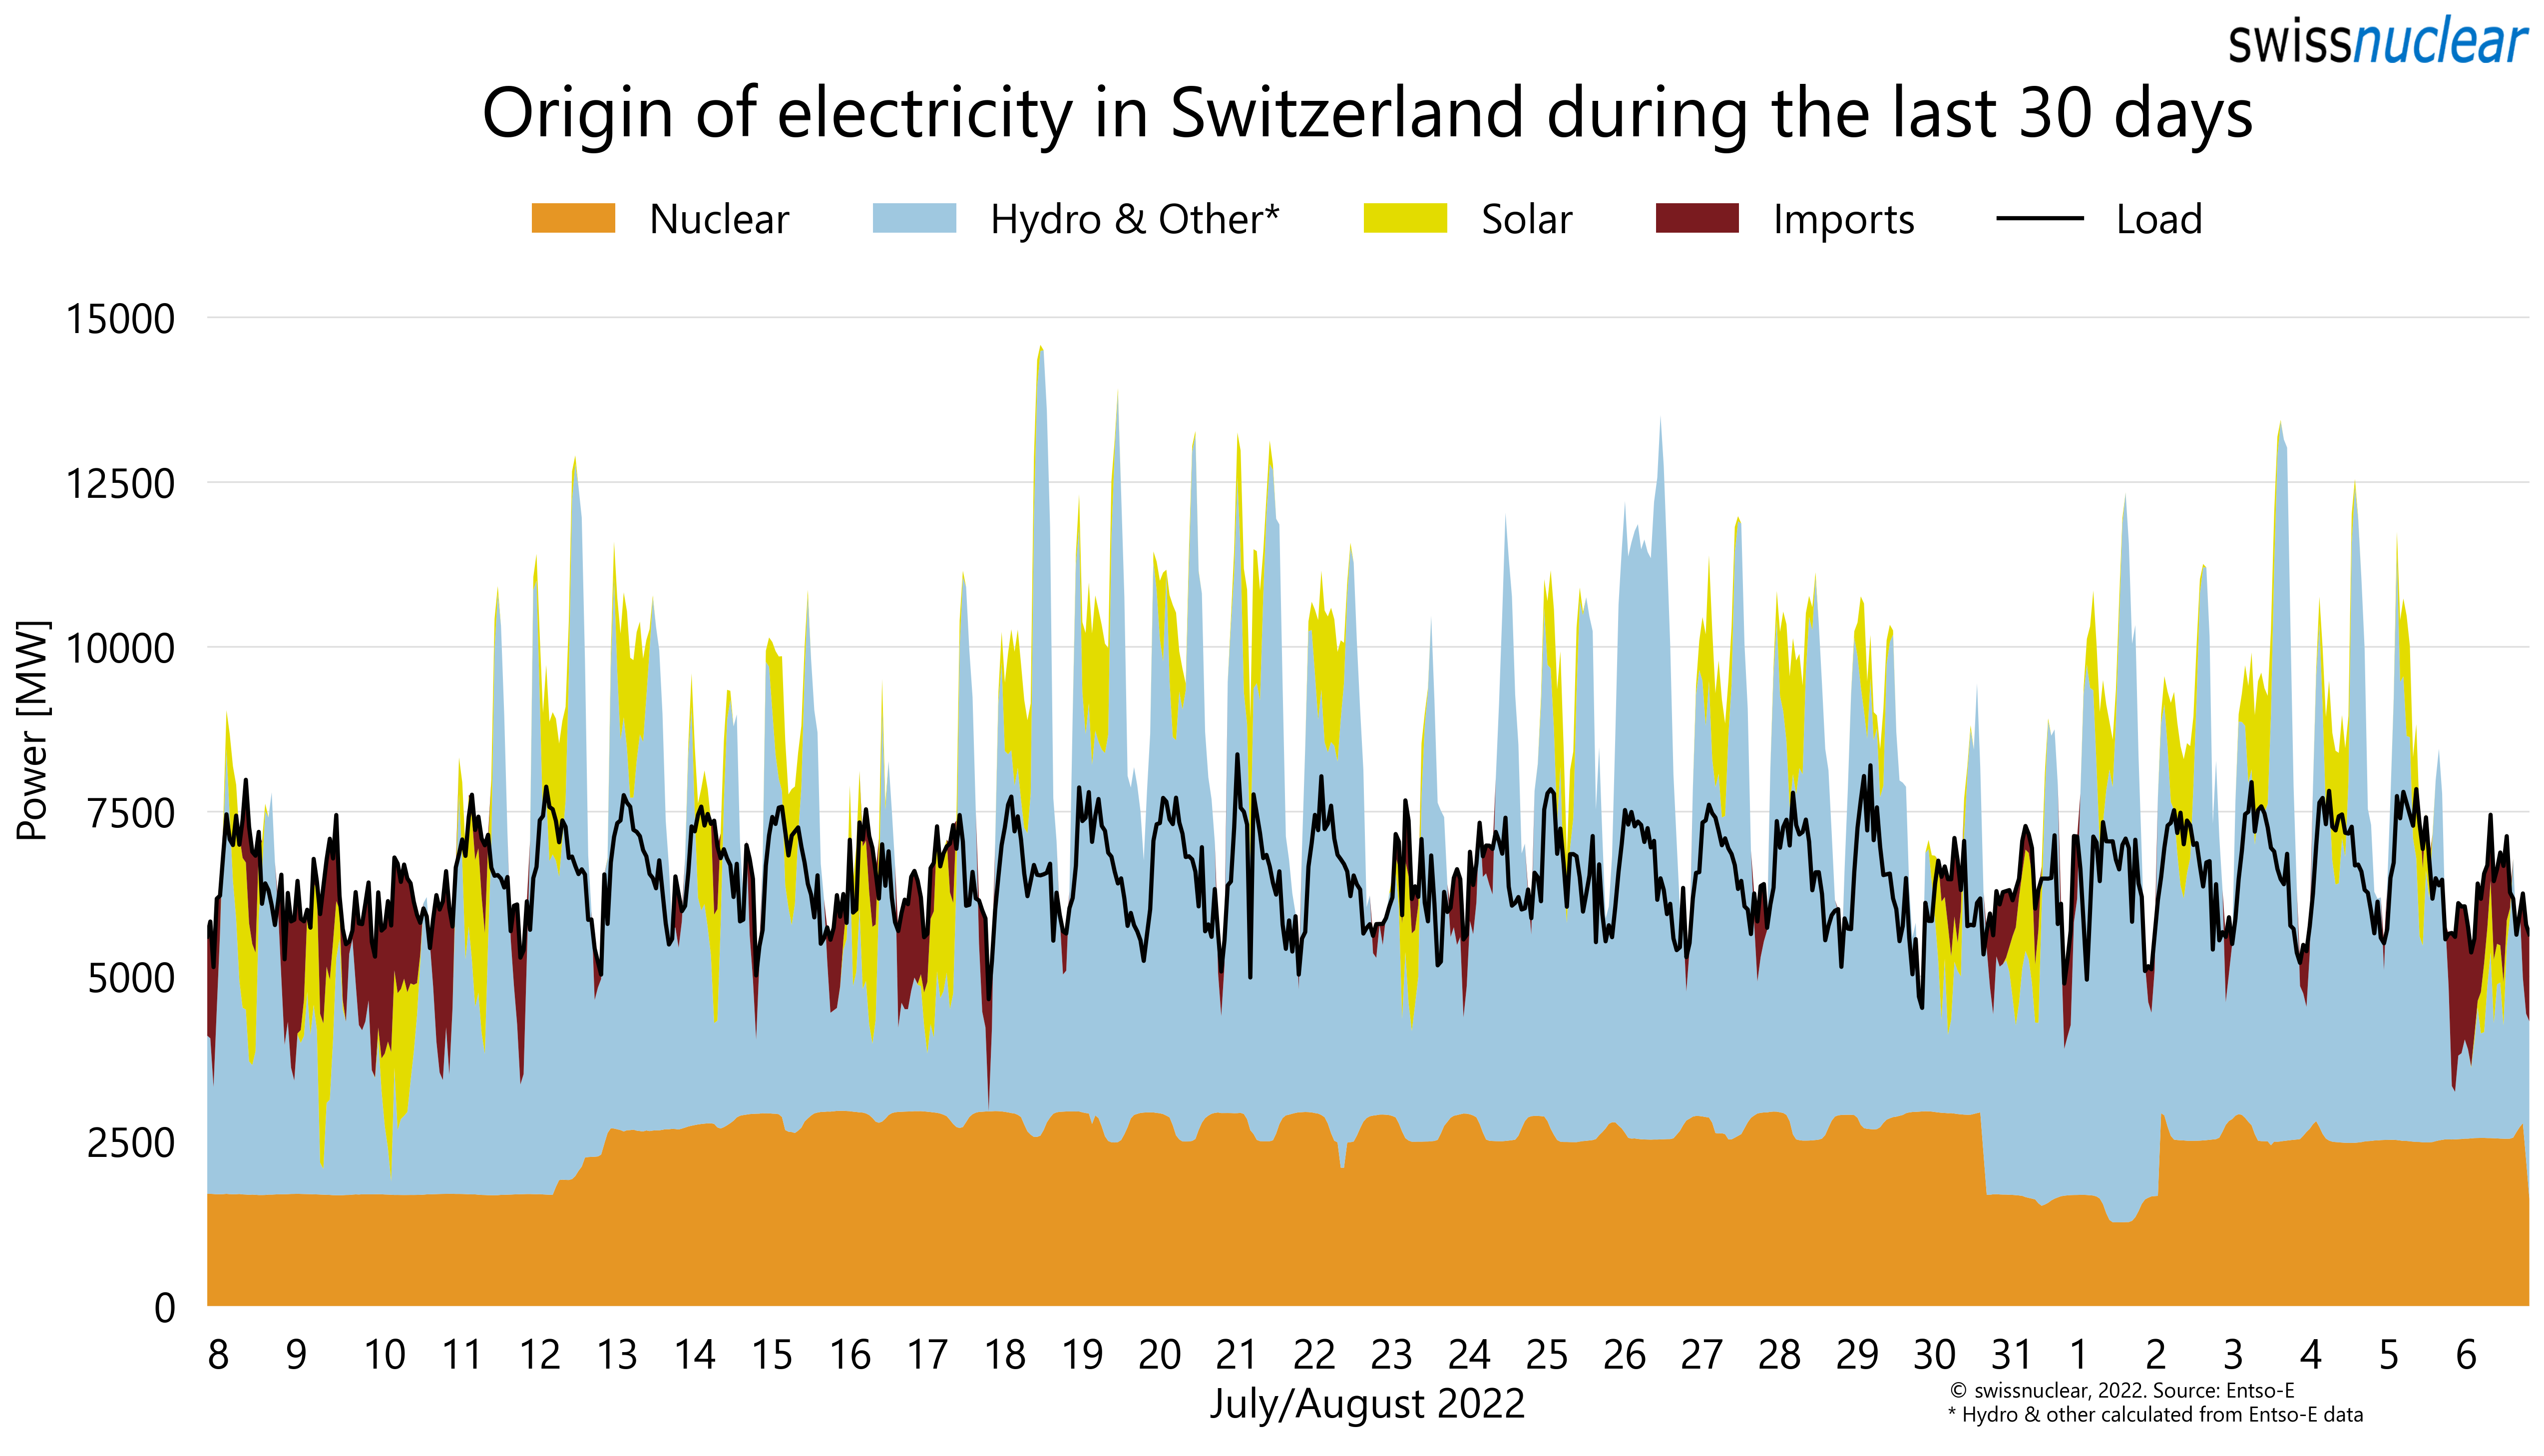 swissnuclear
Origin of electricity in Switzerland during the last 30 days
Nuclear Hydro & Other* Solar Imports Load
15000
12500
10000
7500
5000
2500
0
Power [MW]
8 9 10 11 12 13 14 15 16 17 18 19 20 21 22 23 24 25 26 27 28 29 30 31 1 2 3 4 5 6
July/August 2022
© swissnuclear, 2022. Source: Entso-E
* Hydro & other calculated from Entso-E data